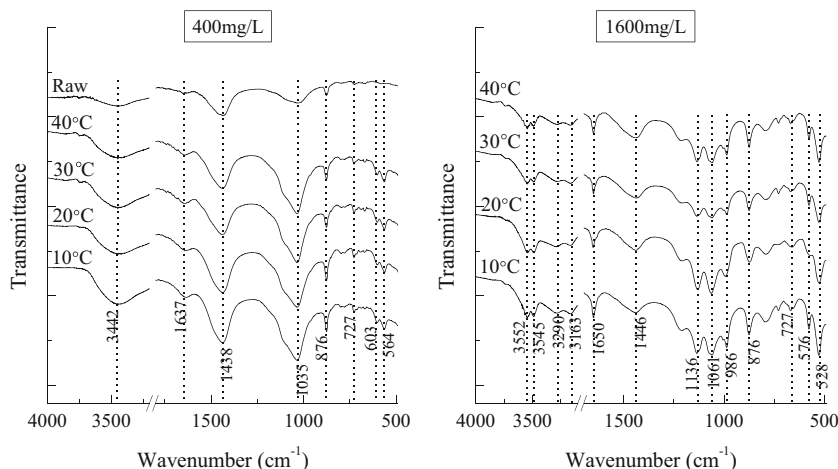 400mg/L
Raw
40°C
30°C
20°C
10°C
3442
1637
1438
1035
876
727
603
564
Transmittance
4000
3500
1500
1000
500
Wavenumber (cm-1)
1600mg/L
40°C
30°C
20°C
10°C
3552
3545
3290
3163
1650
1446
1136
1061
986
876
727
576
528
Transmittance
4000
3500
1500
1000
500
Wavenumber (cm-1)